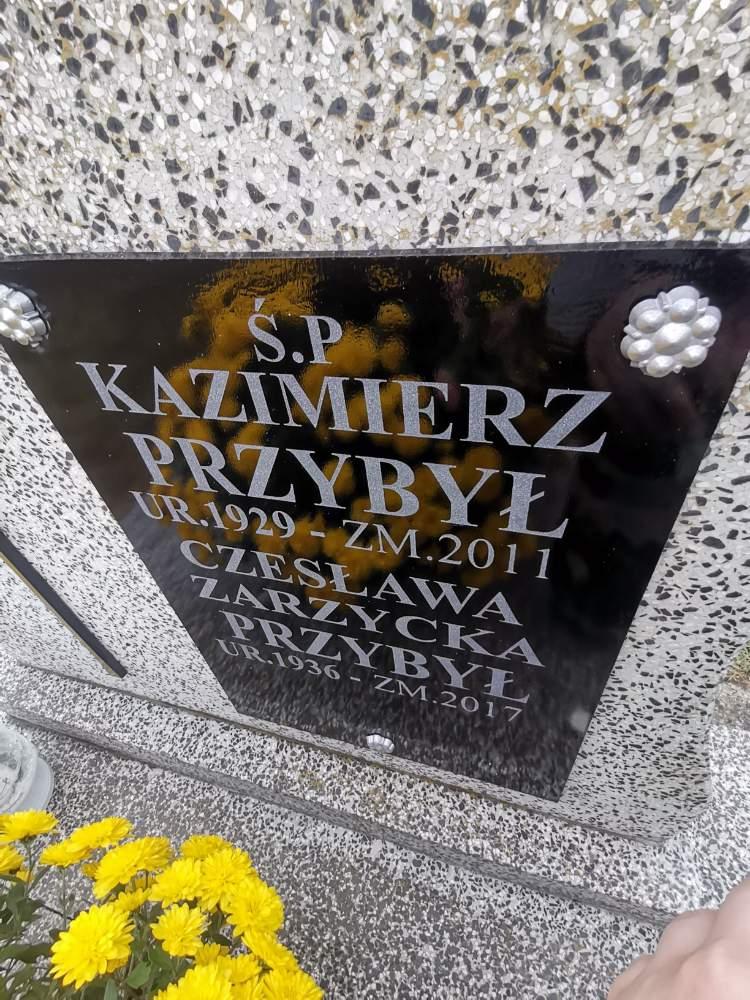 Ś.P
KAZIMIERZ
PRZYBYŁ
UR.1929 - ZM.2011
CZESŁAWA
ZARZYCKA
PRZYBYŁ
UR.1936 - ZM.2017